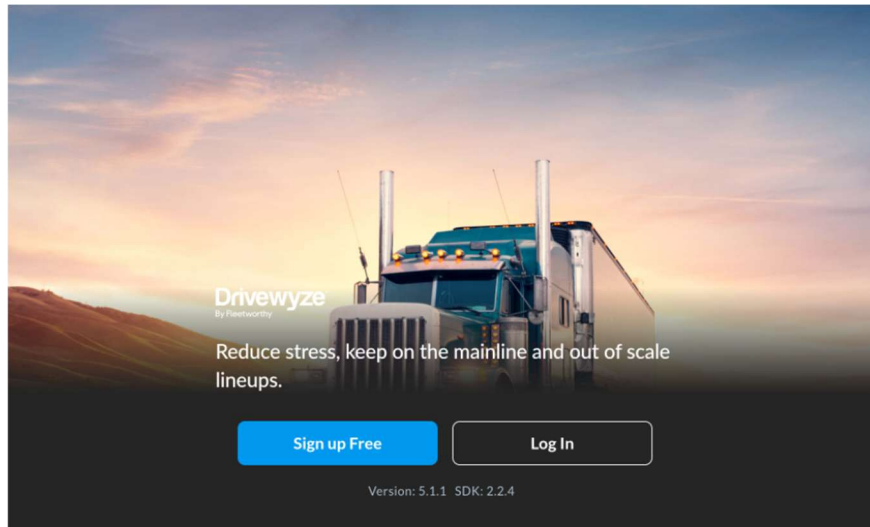 Drivewyze
By Fleetworthy
Reduce stress, keep on the mainline and out of scale
lineups.
Sign up Free
Log In
Version: 5.1.1 SDK: 2.2.4